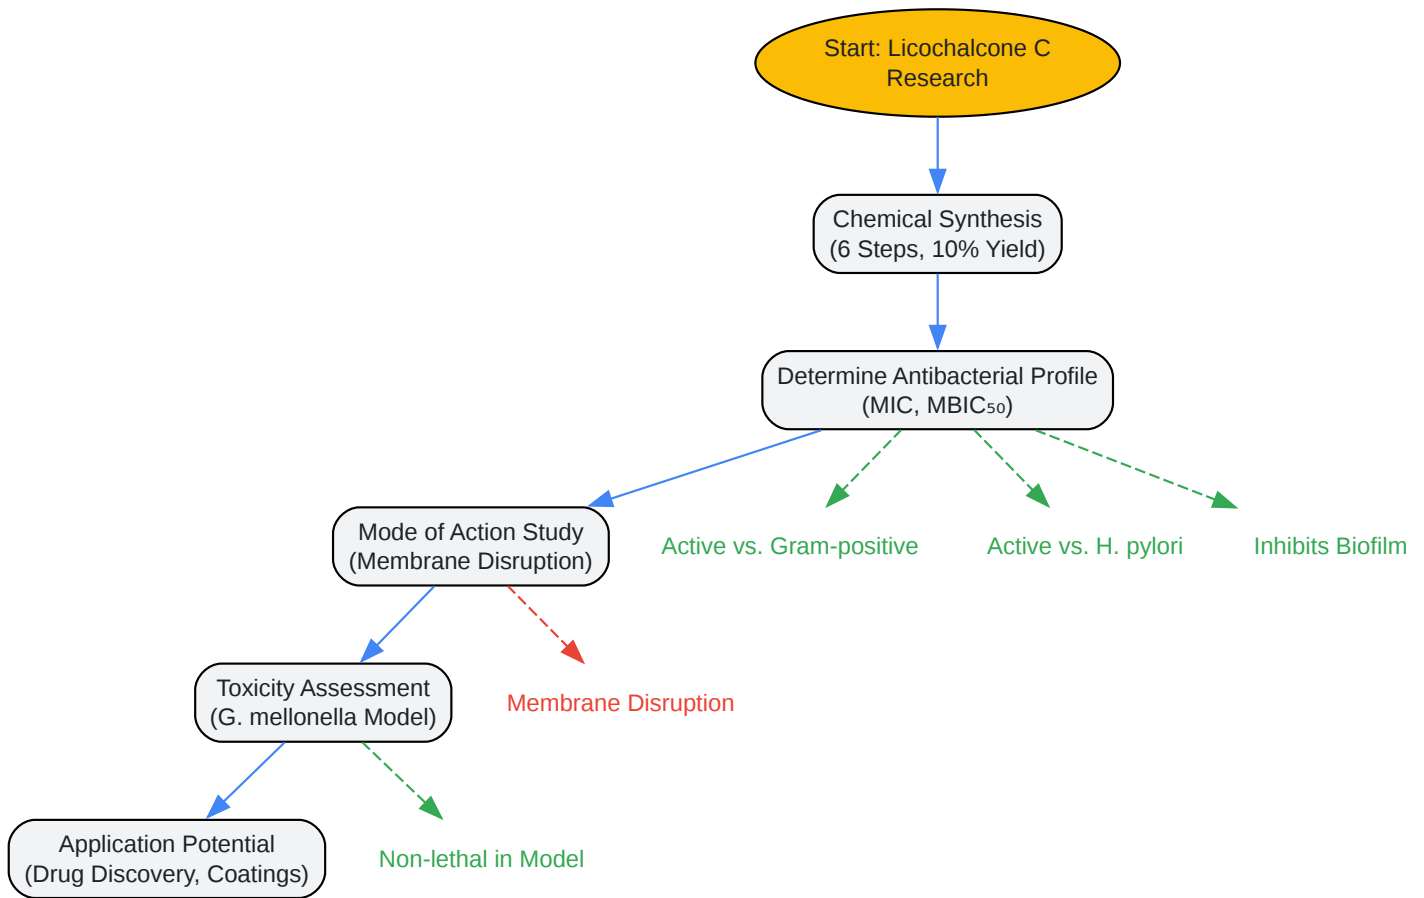 Start: Licochalcone C
Research
Chemical Synthesis
(6 Steps, 10% Yield)
Determine Antibacterial Profile
(MIC, MBIC₅₀)
Mode of Action Study
(Membrane Disruption)
Active vs. Gram-positive
Active vs. H. pylori
Inhibits Biofilm
Toxicity Assessment
(G. mellonella Model)
Membrane Disruption
Application Potential
(Drug Discovery, Coatings)
Non-lethal in Model